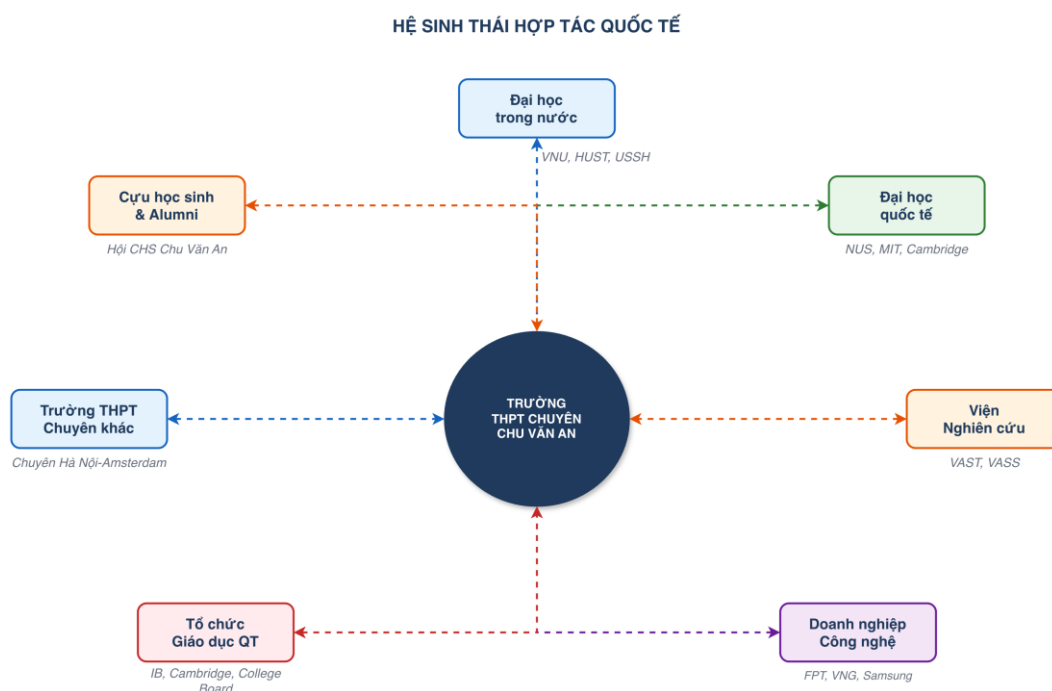 HỆ SINH THÁI HỢP TÁC QUỐC TẾ
Đại học
trong nước
VNU, HUST, USSH
Cựu học sinh
& Alumni
Hội CHS Chu Văn An
Đại học
quốc tế
NUS, MIT, Cambridge
Trường THPT
Chuyên khác
Chuyên Hà Nội-Amsterdam
TRƯỜNG
THPT CHUYÊN
CHU VĂN AN
Viện
Nghiên cứu
VAST, VASS
Tổ chức
Giáo dục QT
IB, Cambridge, College
Board
Doanh nghiệp
Công nghệ
FPT, VNG, Samsung